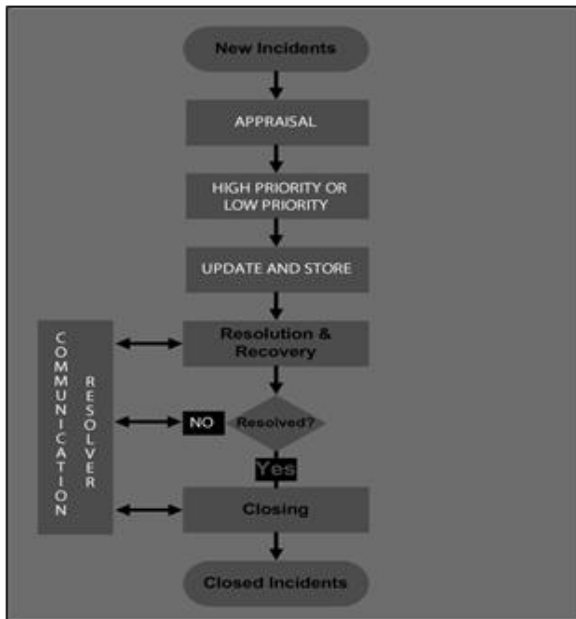 New Incidents
APPRAISAL
HIGH PRIORITY OR
LOW PRIORITY
UPDATE AND STORE
Resolution &
Recovery
COMMUNICATION
RESOLVER
NO
Resolved?
Yes
Closing
Closed Incidents